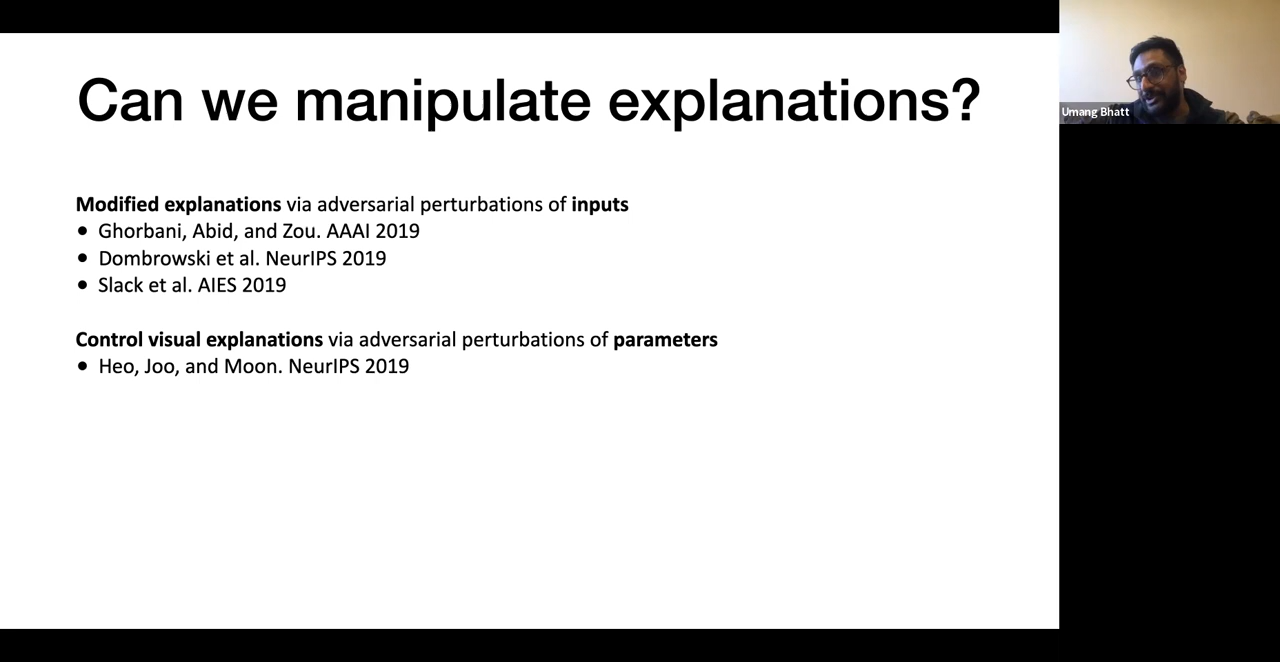 Can we manipulate explanations?
Umang Bhatt
Modified explanations via adversarial perturbations of inputs
● Ghorbani, Abid, and Zou. AAAI 2019
● Dombrowski et al. NeurIPS 2019
● Slack et al. AIES 2019
Control visual explanations via adversarial perturbations of parameters
● Heo, Joo, and Moon. NeurIPS 2019